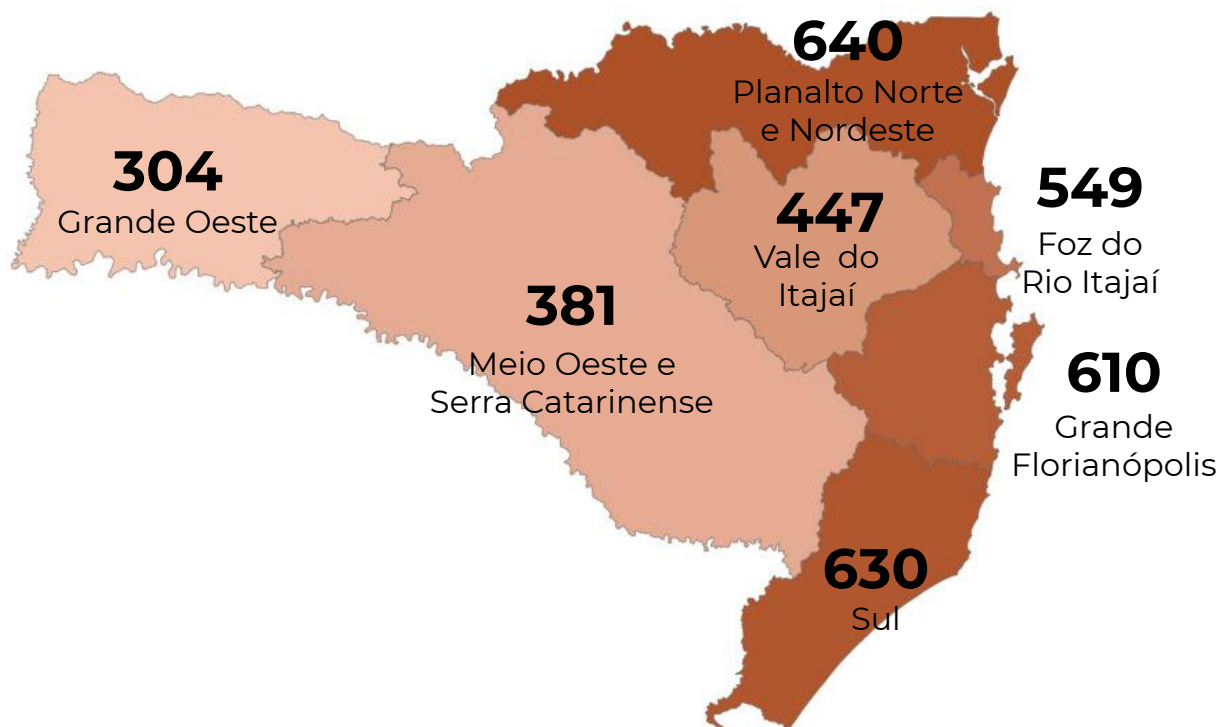 640
Planalto Norte
e Nordeste
304
Grande Oeste
447
Vale do
Itajaí
549
Foz do
Rio Itajaí
381
Meio Oeste e
Serra Catarinense
610
Grande
Florianópolis
630
Sul